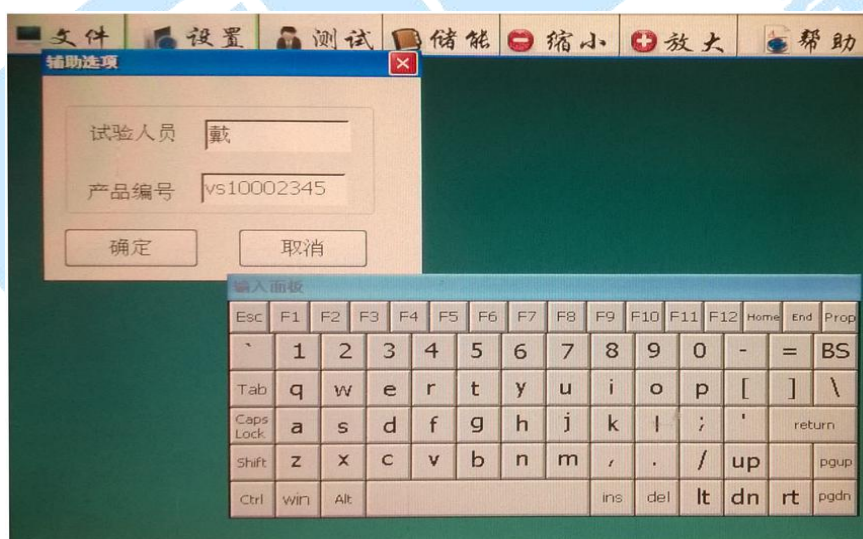 文件 设置 测试 储能 缩小 放大 帮助
辅助选项
试验人员 戴
产品编号 vs10002345
确定 取消
输入面板
Esc F1 F2 F3 F4 F5 F6 F7 F8 F9 F10 F11 F12 Home End Prop
` 1 2 3 4 5 6 7 8 9 0 - = BS
Tab q w e r t y u i o p [ ] \
Caps Lock a s d f g h j k l ; ' return
Shift z x c v b n m , . / up pgup
Ctrl win Alt ins del lt dn rt pgdn